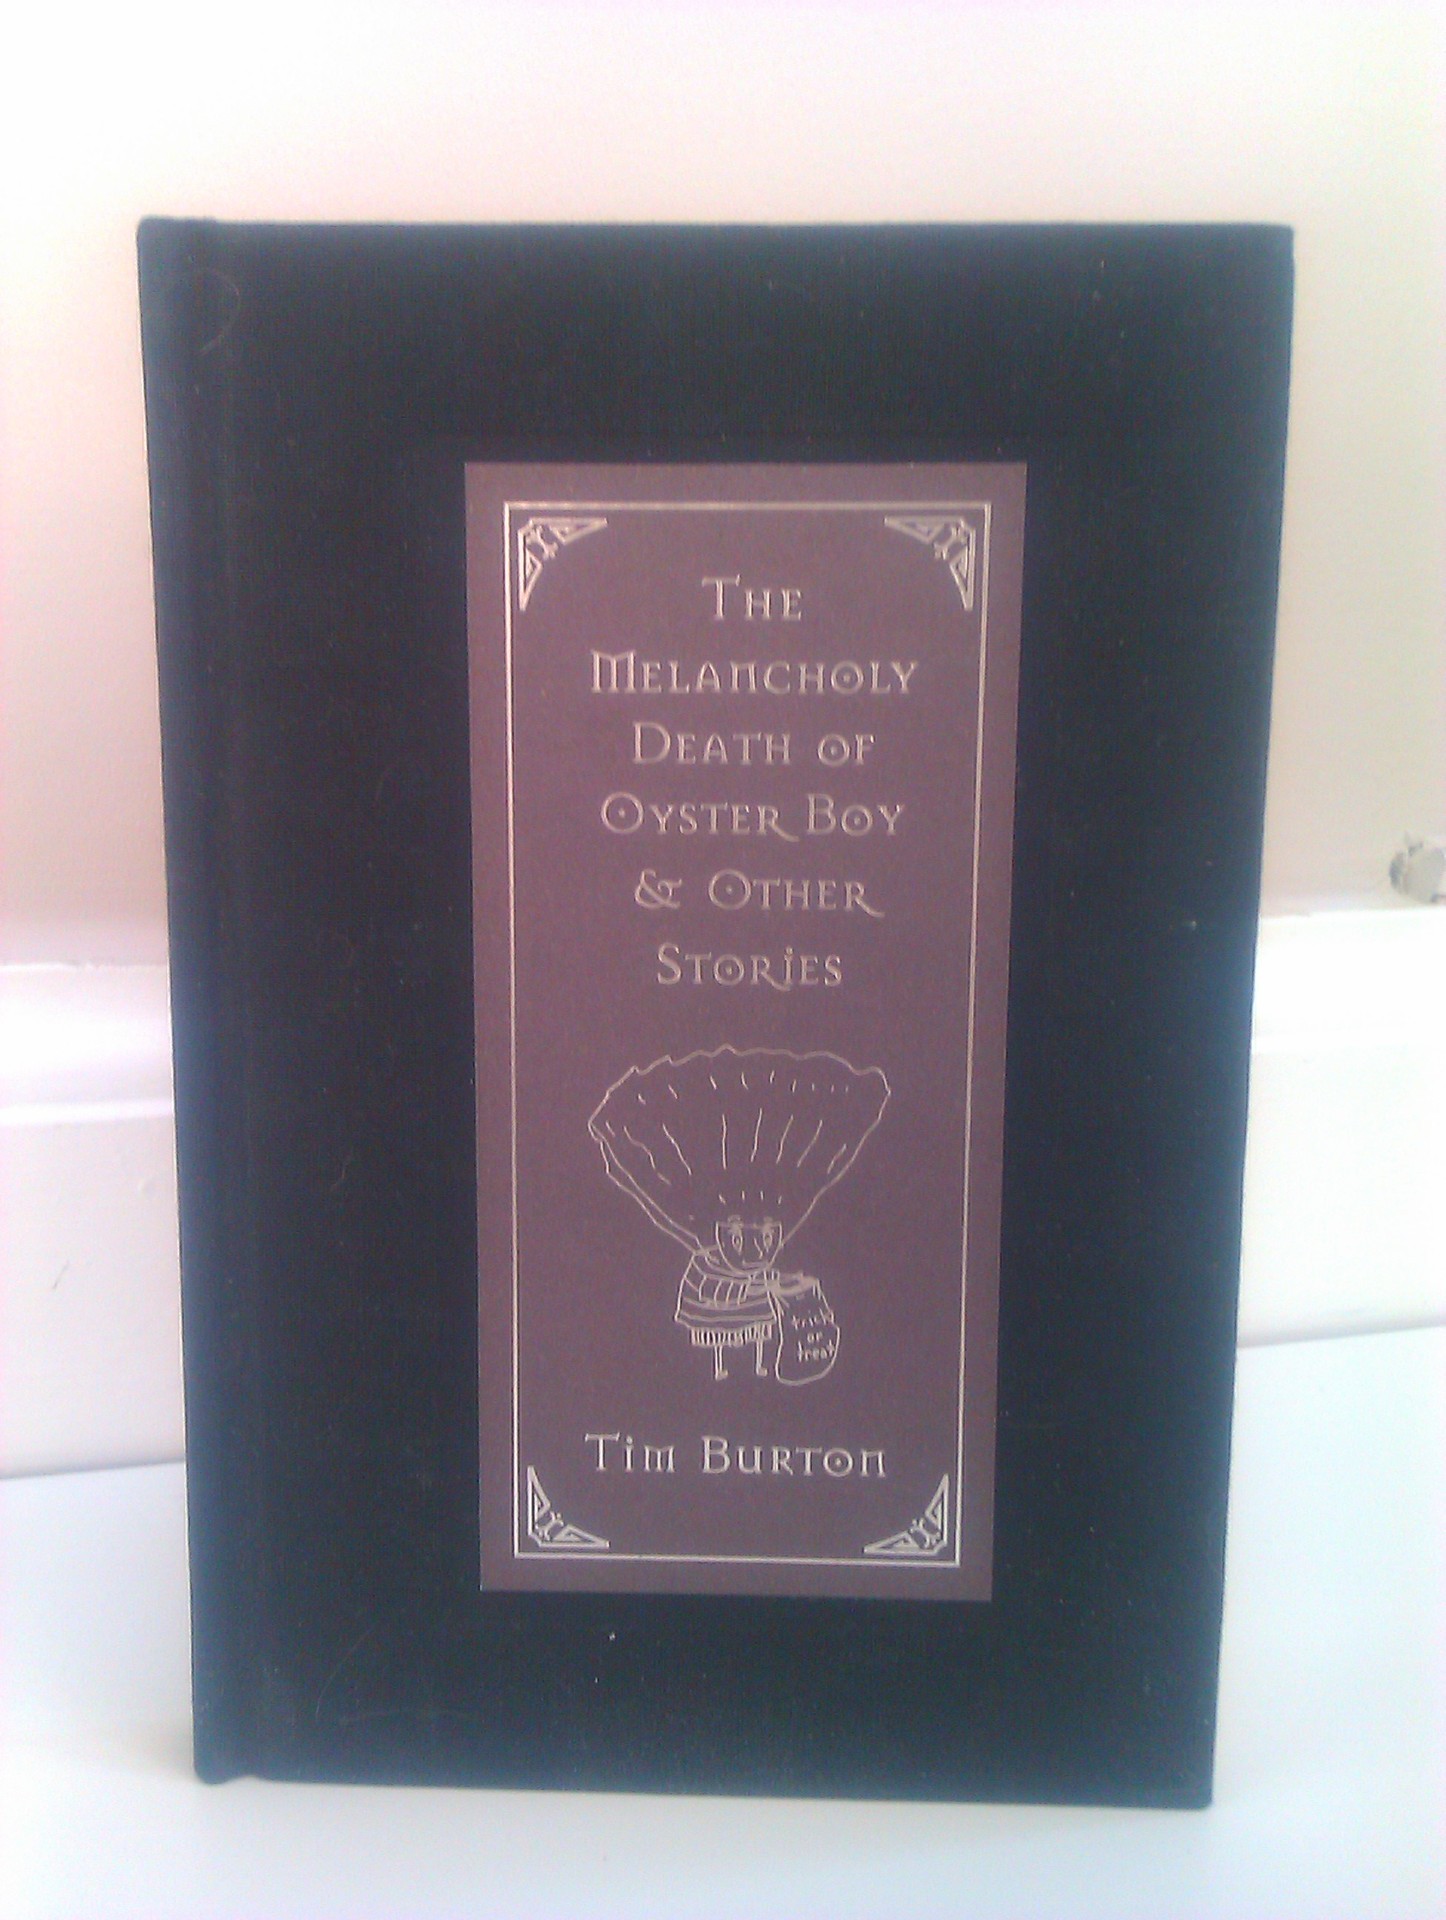 The
Melancholy
Death of
Oyster Boy
& Other
Stories
trick
or
treat
Tim Burton